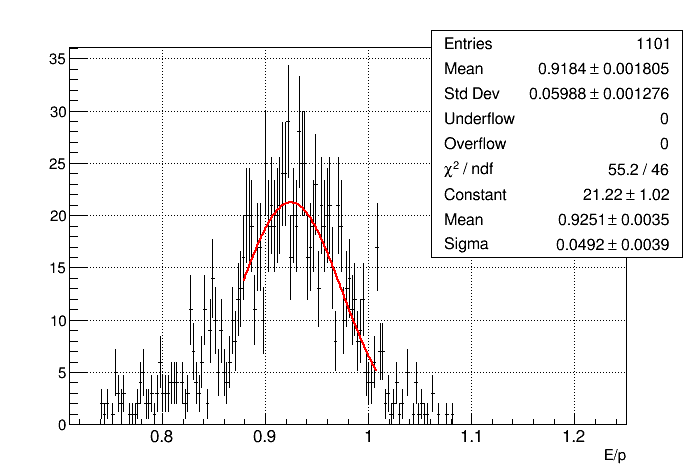 Entries 1101
Mean 0.9184 ± 0.001805
Std Dev 0.05988 ± 0.001276
Underflow 0
Overflow 0
χ² / ndf 55.2 / 46
Constant 21.22 ± 1.02
Mean 0.9251 ± 0.0035
Sigma 0.0492 ± 0.0039
35
30
25
20
15
10
5
0
0.8 0.9 1 1.1 1.2
E/p